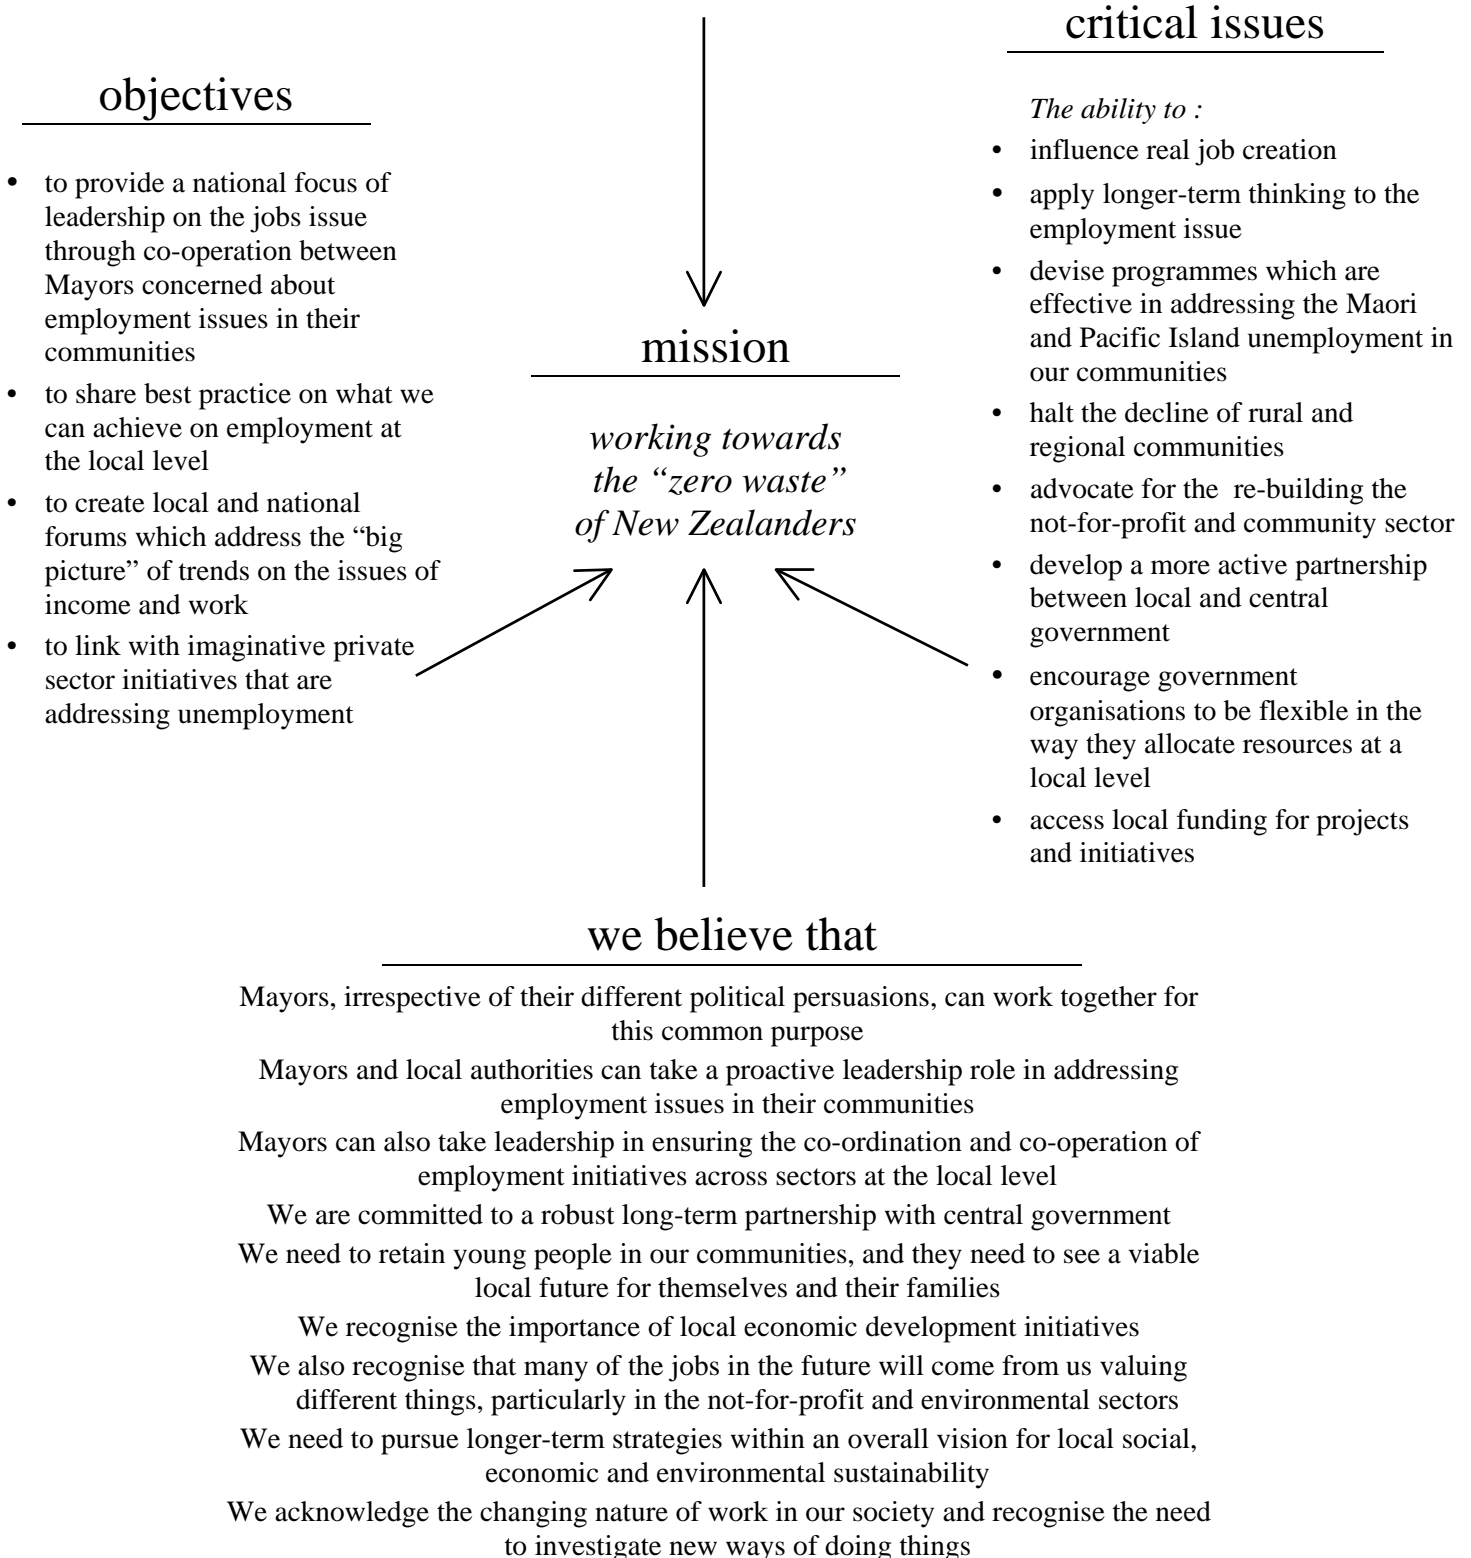 critical issues
The ability to :
• influence real job creation
• apply longer-term thinking to the
employment issue
• devise programmes which are
effective in addressing the Maori
and Pacific Island unemployment in
our communities
• halt the decline of rural and
regional communities
• advocate for the  re-building the
not-for-profit and community sector
• develop a more active partnership
between local and central
government
• encourage government
organisations to be flexible in the
way they allocate resources at a
local level
• access local funding for projects
and initiatives
objectives
• to provide a national focus of
leadership on the jobs issue
through co-operation between
Mayors concerned about
employment issues in their
communities
• to share best practice on what we
can achieve on employment at
the local level
• to create local and national
forums which address the “big
picture” of trends on the issues of
income and work
• to link with imaginative private
sector initiatives that are
addressing unemployment
mission
working towards
the “zero waste”
of New Zealanders
we believe that
Mayors, irrespective of their different political persuasions, can work together for
this common purpose
Mayors and local authorities can take a proactive leadership role in addressing
employment issues in their communities
Mayors can also take leadership in ensuring the co-ordination and co-operation of
employment initiatives across sectors at the local level
We are committed to a robust long-term partnership with central government
We need to retain young people in our communities, and they need to see a viable
local future for themselves and their families
We recognise the importance of local economic development initiatives
We also recognise that many of the jobs in the future will come from us valuing
different things, particularly in the not-for-profit and environmental sectors
We need to pursue longer-term strategies within an overall vision for local social,
economic and environmental sustainability
We acknowledge the changing nature of work in our society and recognise the need
to investigate new ways of doing things